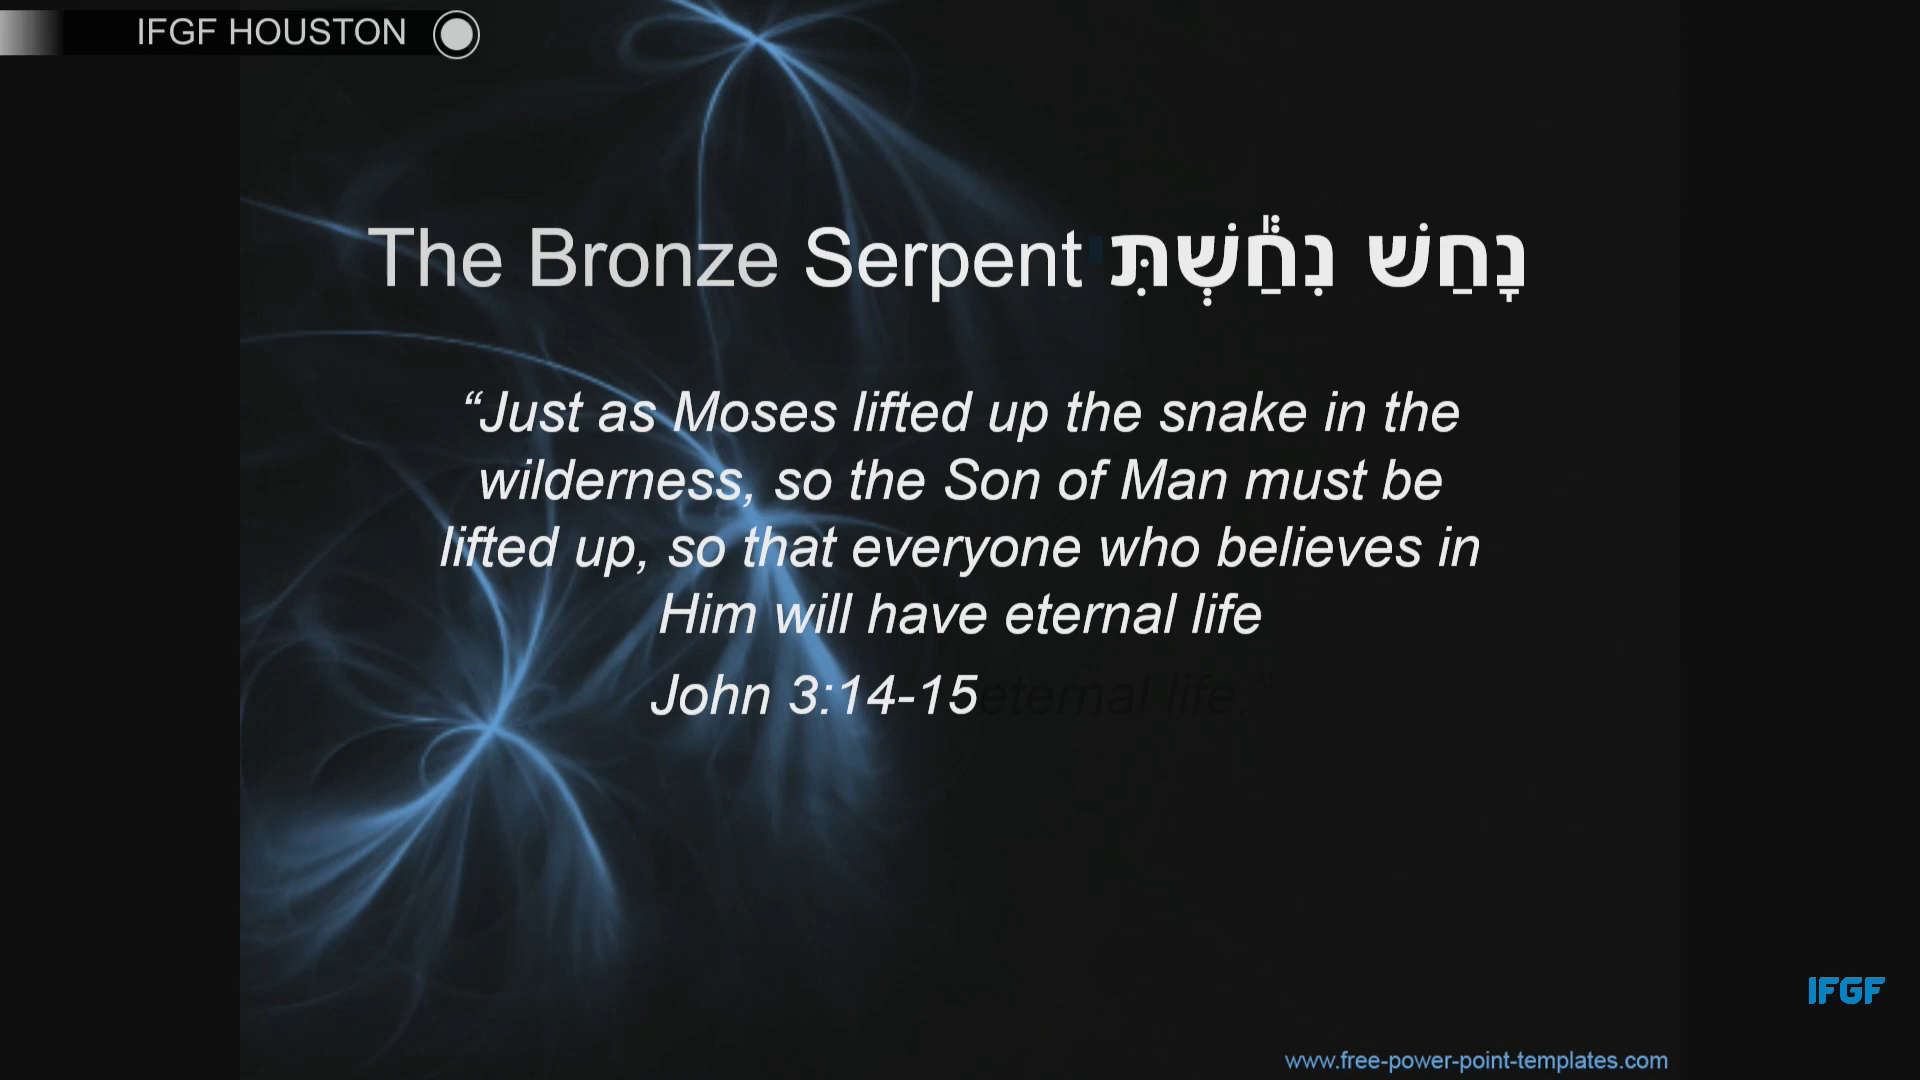 IFGF HOUSTON
The Bronze Serpent נָחַשׁ נִחַ֔שְׁתִּ
“Just as Moses lifted up the snake in the
wilderness, so the Son of Man must be
lifted up, so that everyone who believes in
Him will have eternal life
John 3:14-15 eternal life.”
IFGF
www.free-power-point-templates.com